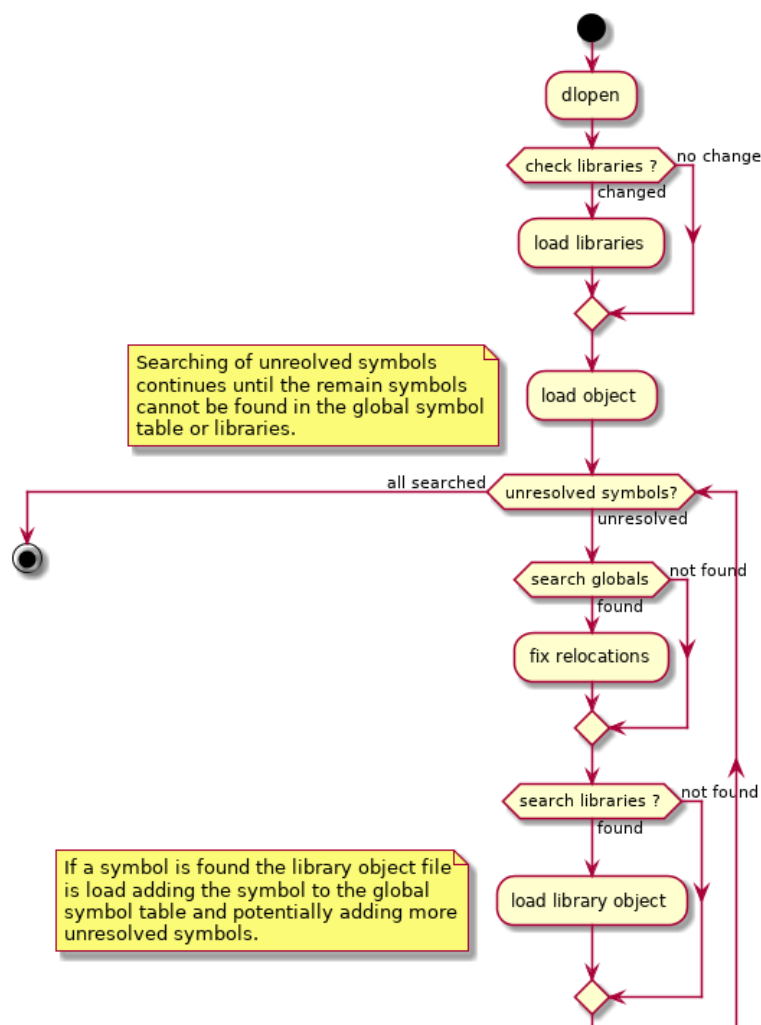 dlopen
check libraries ?
no change
changed
load libraries
Searching of unreolved symbols
continues until the remain symbols
cannot be found in the global symbol
table or libraries.
load object
all searched
unresolved symbols?
unresolved
search globals
not found
found
fix relocations
search libraries ?
not found
found
If a symbol is found the library object file
is load adding the symbol to the global
symbol table and potentially adding more
unresolved symbols.
load library object